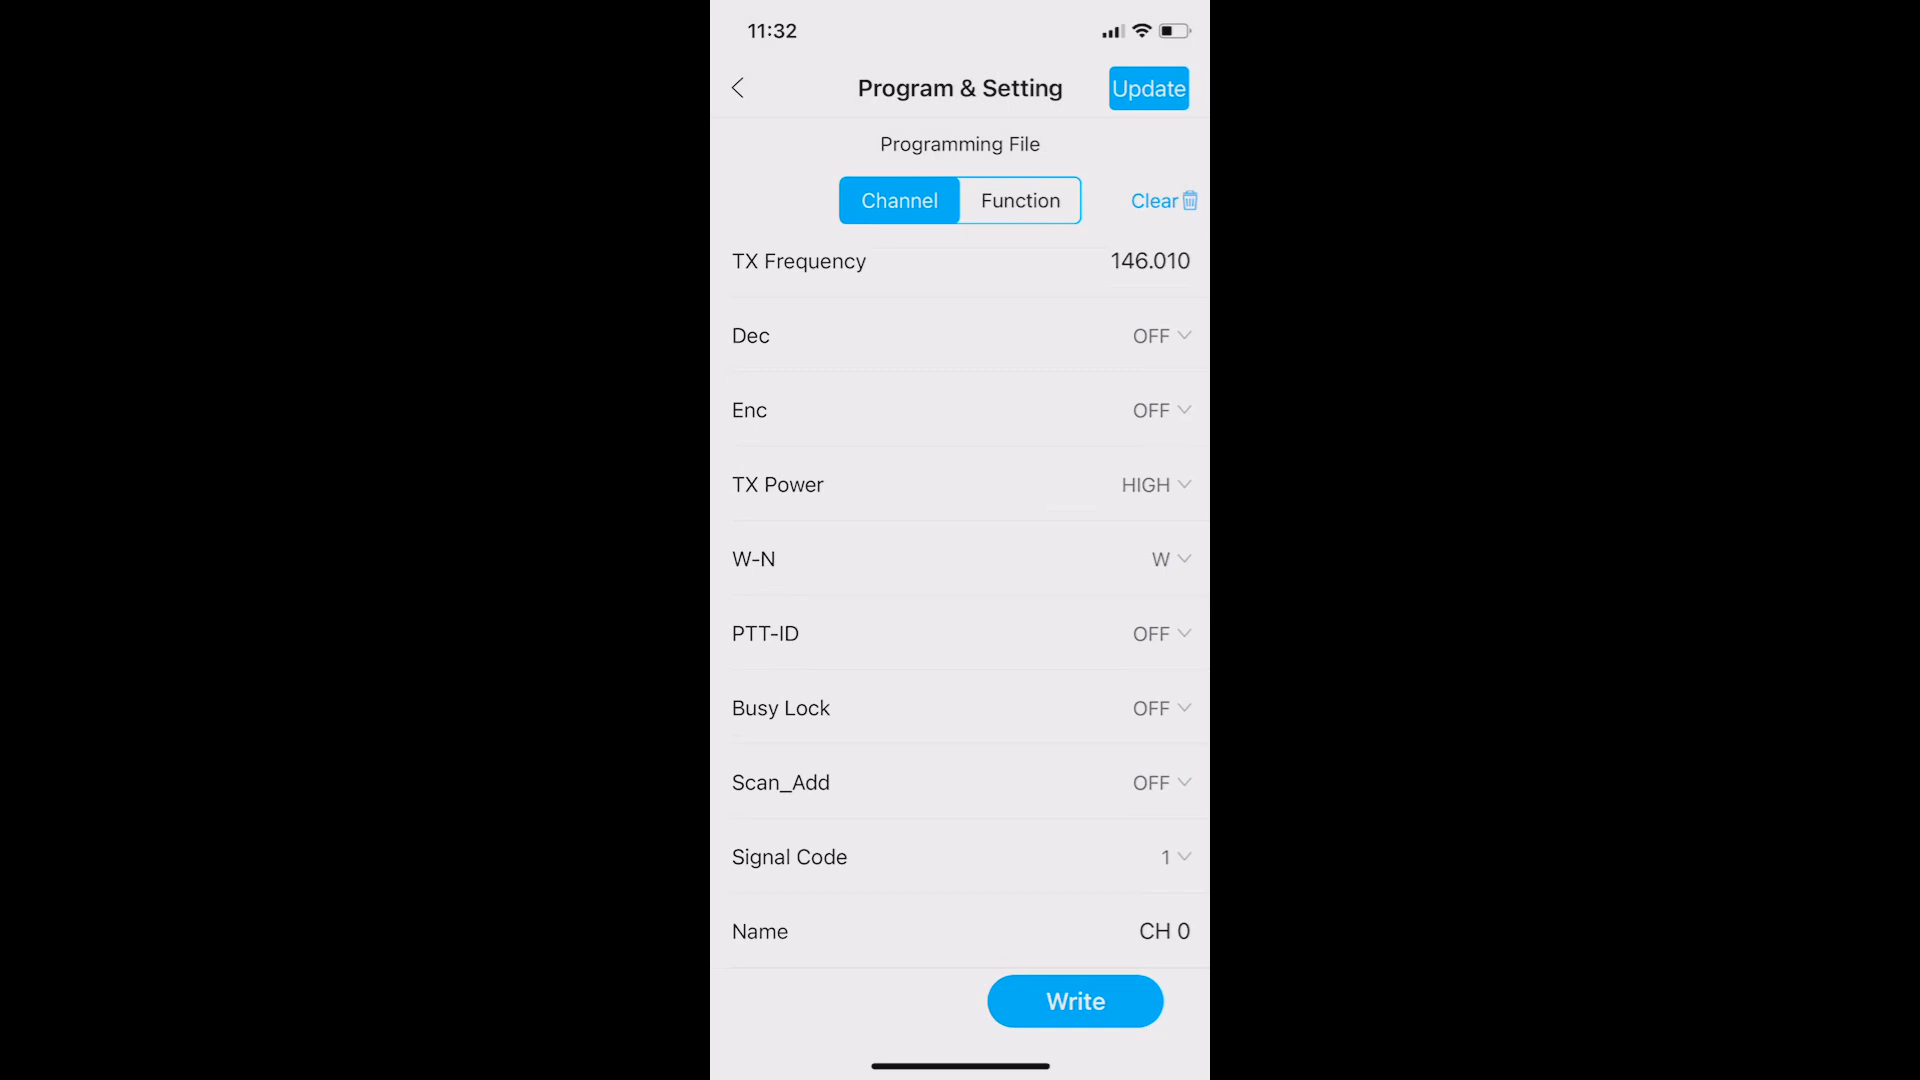 11:32
Program & Setting
Update
Programming File
Channel
Function
Clear
TX Frequency 146.010
Dec OFF
Enc OFF
TX Power HIGH
W-N W
PTT-ID OFF
Busy Lock OFF
Scan_Add OFF
Signal Code 1
Name CH 0
Write